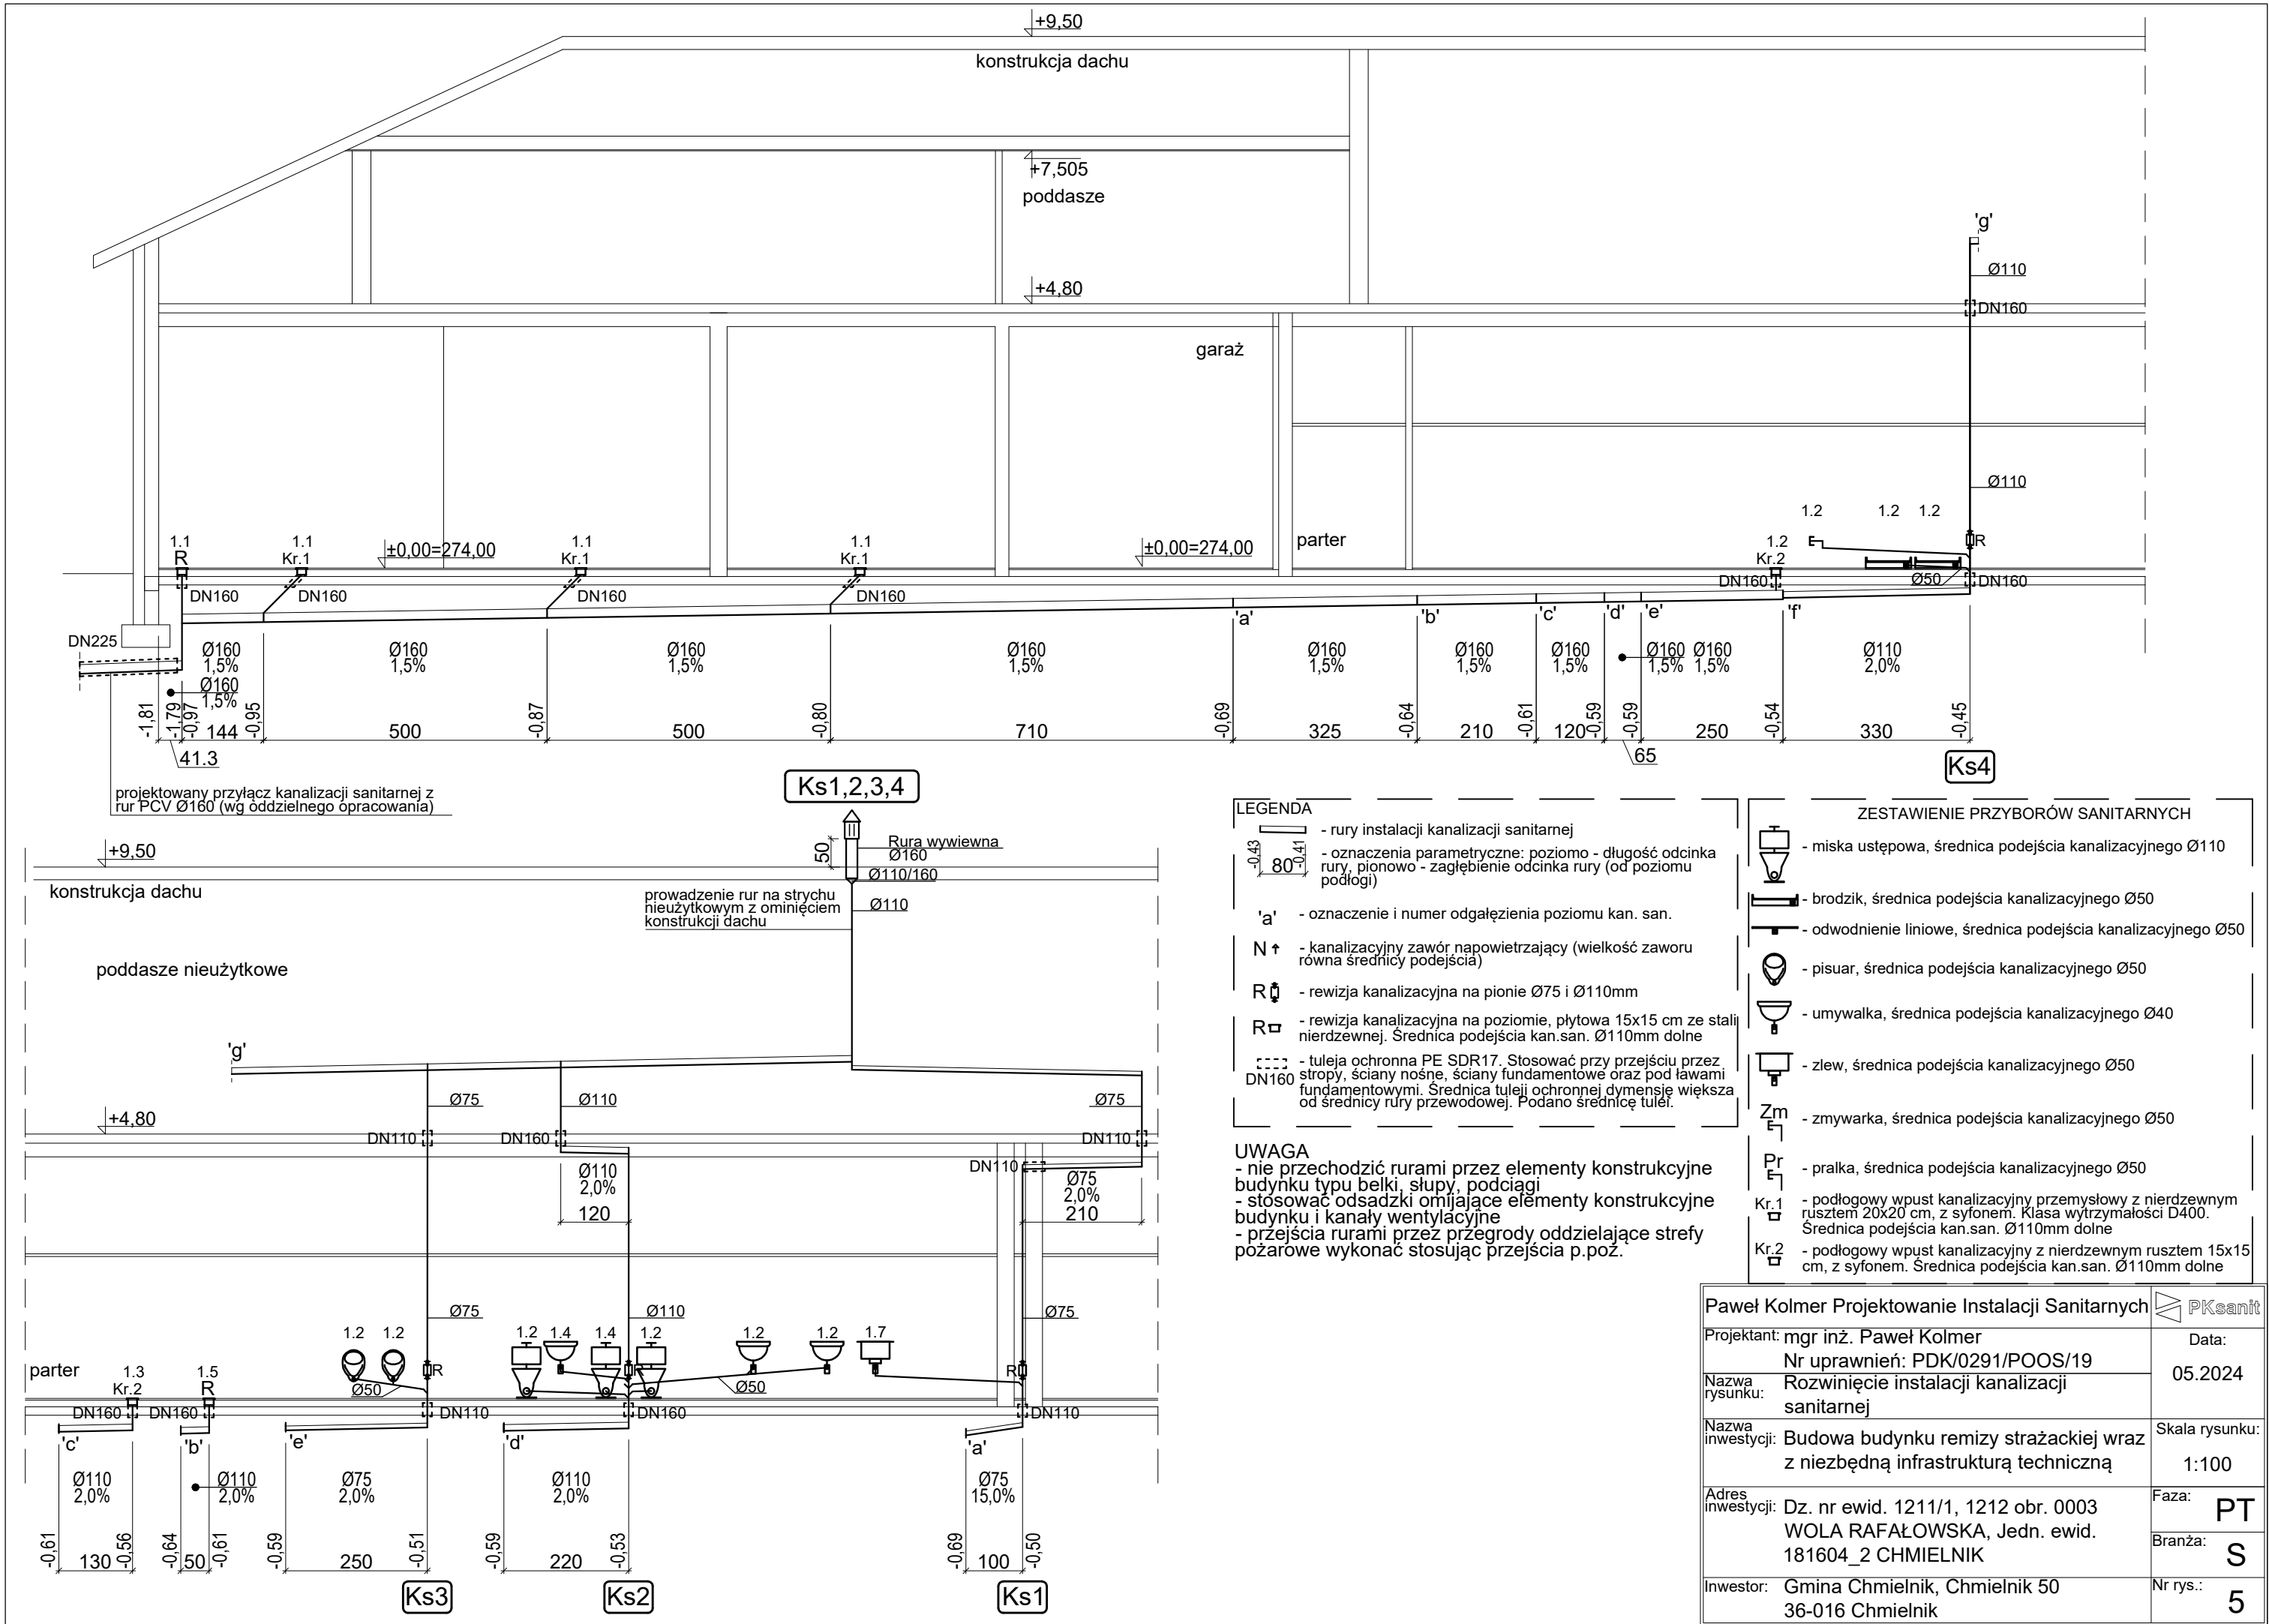 +9,50
konstrukcja dachu
+7,505
poddasze
'g'
Ø110
DN160
+4,80
garaż
Ø110
1.2 1.2 1.2
1.1
R
1.1
Kr.1
±0,00=274,00
1.1
Kr.1
1.1
Kr.1
±0,00=274,00
parter
1.2
Kr.2
R
DN160
DN160
DN160
DN160
DN160
Ø50
DN160
'a' 'b' 'c' 'd' 'e' 'f'
DN225
Ø160
1,5%
Ø160
1,5%
Ø160
1,5%
Ø160
1,5%
Ø160
1,5%
Ø160
1,5%
Ø160
1,5%
Ø160
1,5%
Ø160
1,5%
Ø110
2,0%
Ø160
1,5%
-1,81 -1,79 -0,97 -0,95 -0,87 -0,80 -0,69 -0,64 -0,61 -0,59 -0,59 -0,54 -0,45
144 500 500 710 325 210 120 250 330
41.3
65
Ks4
projektowany przyłącz kanalizacji sanitarnej z
rur PCV Ø160 (wg oddzielnego opracowania)
Ks1,2,3,4
50
Rura wywiewna
Ø160
Ø110/160
Ø110
+9,50
konstrukcja dachu
prowadzenie rur na strychu
nieużytkowym z ominięciem
konstrukcji dachu
poddasze nieużytkowe
'g'
Ø75
Ø110
Ø75
+4,80
DN110
DN160
DN110
DN110
Ø110
2,0%
120
Ø75
2,0%
210
Ø75
Ø110
Ø75
1.2 1.2
1.2 1.4 1.4 1.2 1.2 1.2 1.7
parter
1.3
Kr.2
1.5
R
R
R
R
Ø50
Ø50
DN160
DN160
DN110
DN160
DN110
'c' 'b' 'e' 'd' 'a'
Ø110
2,0%
Ø110
2,0%
Ø75
2,0%
Ø110
2,0%
Ø75
15,0%
-0,61 -0,56 -0,64 -0,61 -0,59 -0,51 -0,59 -0,53 -0,69 -0,50
130 50 250 220 100
Ks3
Ks2
Ks1
LEGENDA
- rury instalacji kanalizacji sanitarnej
-0,43 80 -0,41
- oznaczenia parametryczne: poziomo - długość odcinka
rury, pionowo - zagłębienie odcinka rury (od poziomu
podłogi)
'a' - oznaczenie i numer odgałęzienia poziomu kan. san.
N - kanalizacyjny zawór napowietrzający (wielkość zaworu
równa średnicy podejścia)
R - rewizja kanalizacyjna na pionie Ø75 i Ø110mm
R - rewizja kanalizacyjna na poziomie, płytowa 15x15 cm ze stali
nierdzewnej. Średnica podejścia kan.san. Ø110mm dolne
DN160
- tuleja ochronna PE SDR17. Stosować przy przejściu przez
stropy, ściany nośne, ściany fundamentowe oraz pod ławami
fundamentowymi. Średnica tuleji ochronnej dymensję większa
od średnicy rury przewodowej. Podano średnicę tulei.
UWAGA
- nie przechodzić rurami przez elementy konstrukcyjne
budynku typu belki, słupy, podciągi
- stosować odsadzki omijające elementy konstrukcyjne
budynku i kanały wentylacyjne
- przejścia rurami przez przegrody oddzielające strefy
pożarowe wykonać stosując przejścia p.poż.
ZESTAWIENIE PRZYBORÓW SANITARNYCH
- miska ustępowa, średnica podejścia kanalizacyjnego Ø110
- brodzik, średnica podejścia kanalizacyjnego Ø50
- odwodnienie liniowe, średnica podejścia kanalizacyjnego Ø50
- pisuar, średnica podejścia kanalizacyjnego Ø50
- umywalka, średnica podejścia kanalizacyjnego Ø40
- zlew, średnica podejścia kanalizacyjnego Ø50
Zm - zmywarka, średnica podejścia kanalizacyjnego Ø50
Pr - pralka, średnica podejścia kanalizacyjnego Ø50
Kr.1 - podłogowy wpust kanalizacyjny przemysłowy z nierdzewnym
rusztem 20x20 cm, z syfonem. Klasa wytrzymałości D400.
Średnica podejścia kan.san. Ø110mm dolne
Kr.2 - podłogowy wpust kanalizacyjny z nierdzewnym rusztem 15x15
cm, z syfonem. Średnica podejścia kan.san. Ø110mm dolne
Paweł Kolmer Projektowanie Instalacji Sanitarnych
PKsanit
Projektant: mgr inż. Paweł Kolmer
Nr uprawnień: PDK/0291/POOS/19
Data:
05.2024
Nazwa rysunku: Rozwinięcie instalacji kanalizacji
sanitarnej
Nazwa inwestycji: Budowa budynku remizy strażackiej wraz
z niezbędną infrastrukturą techniczną
Skala rysunku:
1:100
Adres inwestycji: Dz. nr ewid. 1211/1, 1212 obr. 0003
WOLA RAFAŁOWSKA, Jedn. ewid.
181604_2 CHMIELNIK
Faza: PT
Branża: S
Inwestor: Gmina Chmielnik, Chmielnik 50
36-016 Chmielnik
Nr rys.: 5